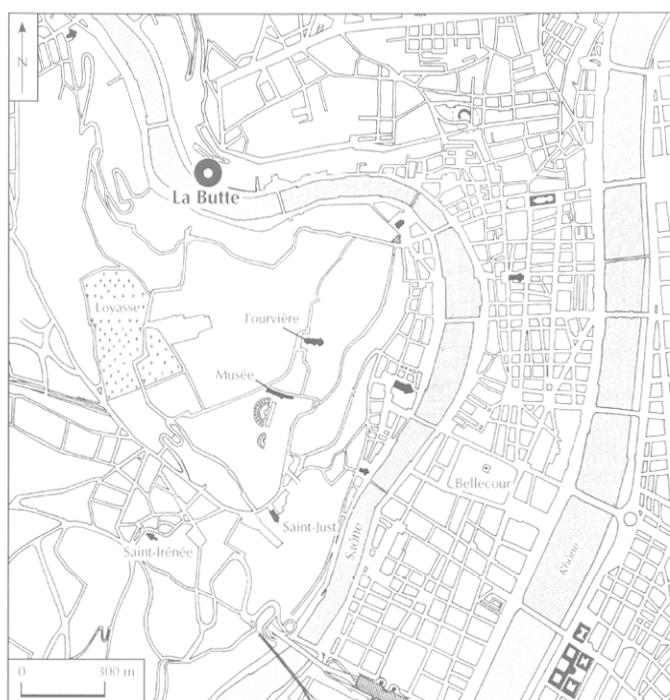 N
La Butte
Loyasse
Fourvière
Musée
Bellecour
Saint-Just
Saône
Saint-Irénée
Rhône
0 300 m